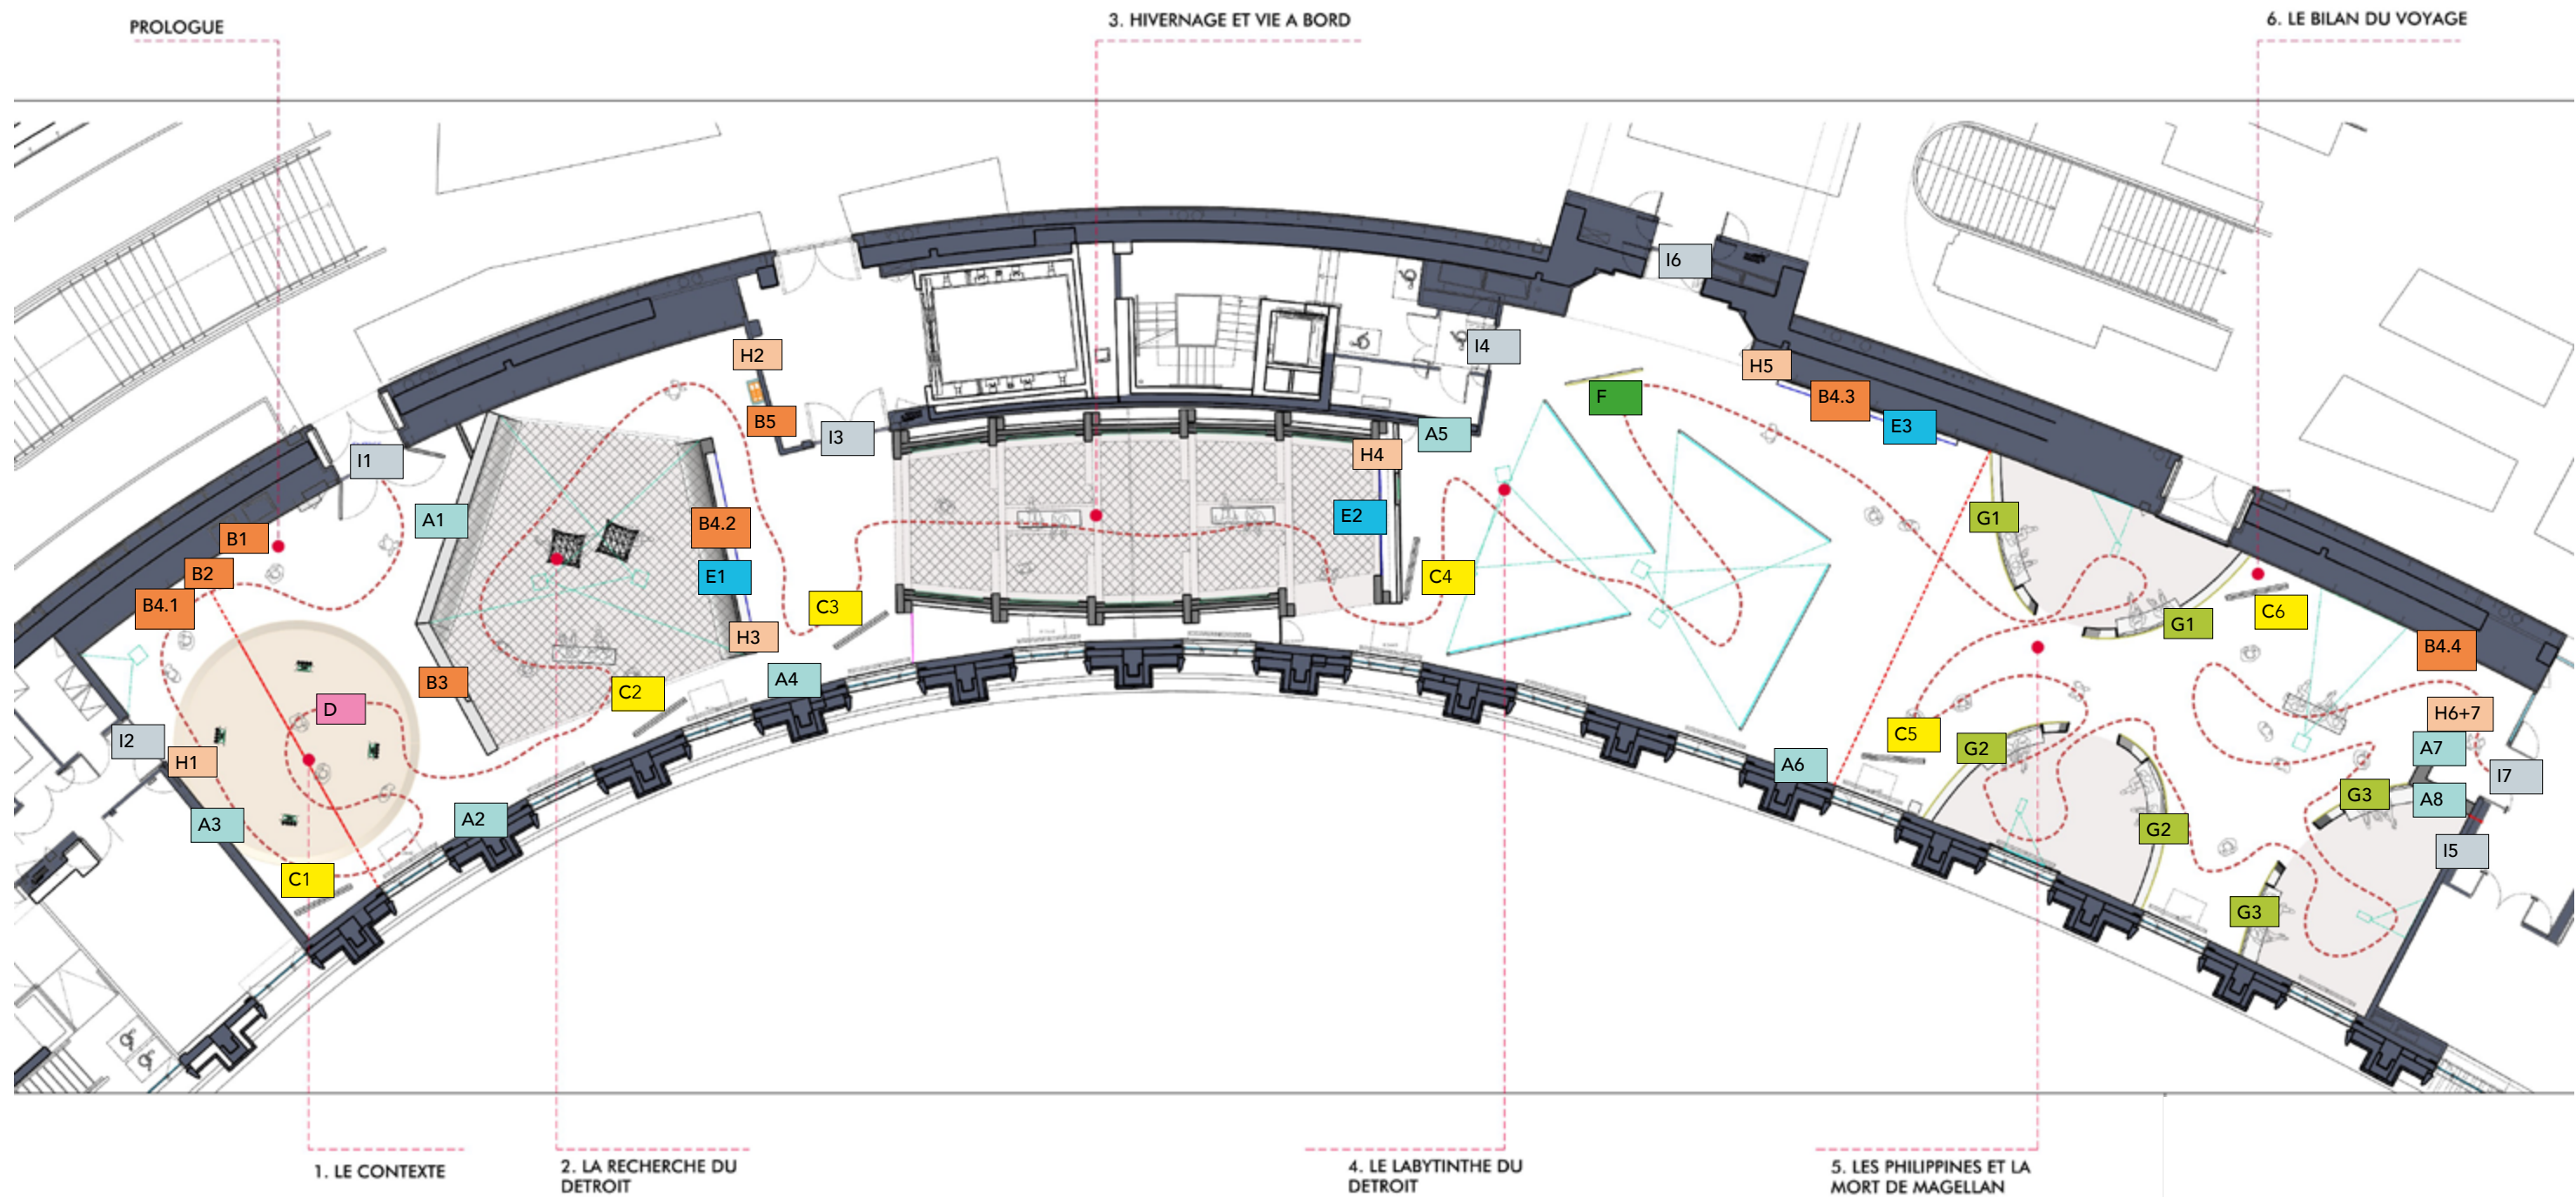 PROLOGUE
3. HIVERNAGE ET VIE A BORD
6. LE BILAN DU VOYAGE
I6
I4
H2
H5
B5
I3
A5
F
B4.3
E3
I1
H4
A1
B4.2
E2
G1
B1
B2
E1
C4
B4.1
C3
G1
C6
H3
B4.4
B3
C2
A4
D
I2
H1
C5
G2
H6+7
A7
I7
A6
A3
A2
G3
A8
G2
I5
C1
G3
1. LE CONTEXTE
2. LA RECHERCHE DU
DETROIT
4. LE LABYTINTHE DU
DETROIT
5. LES PHILIPPINES ET LA
MORT DE MAGELLAN